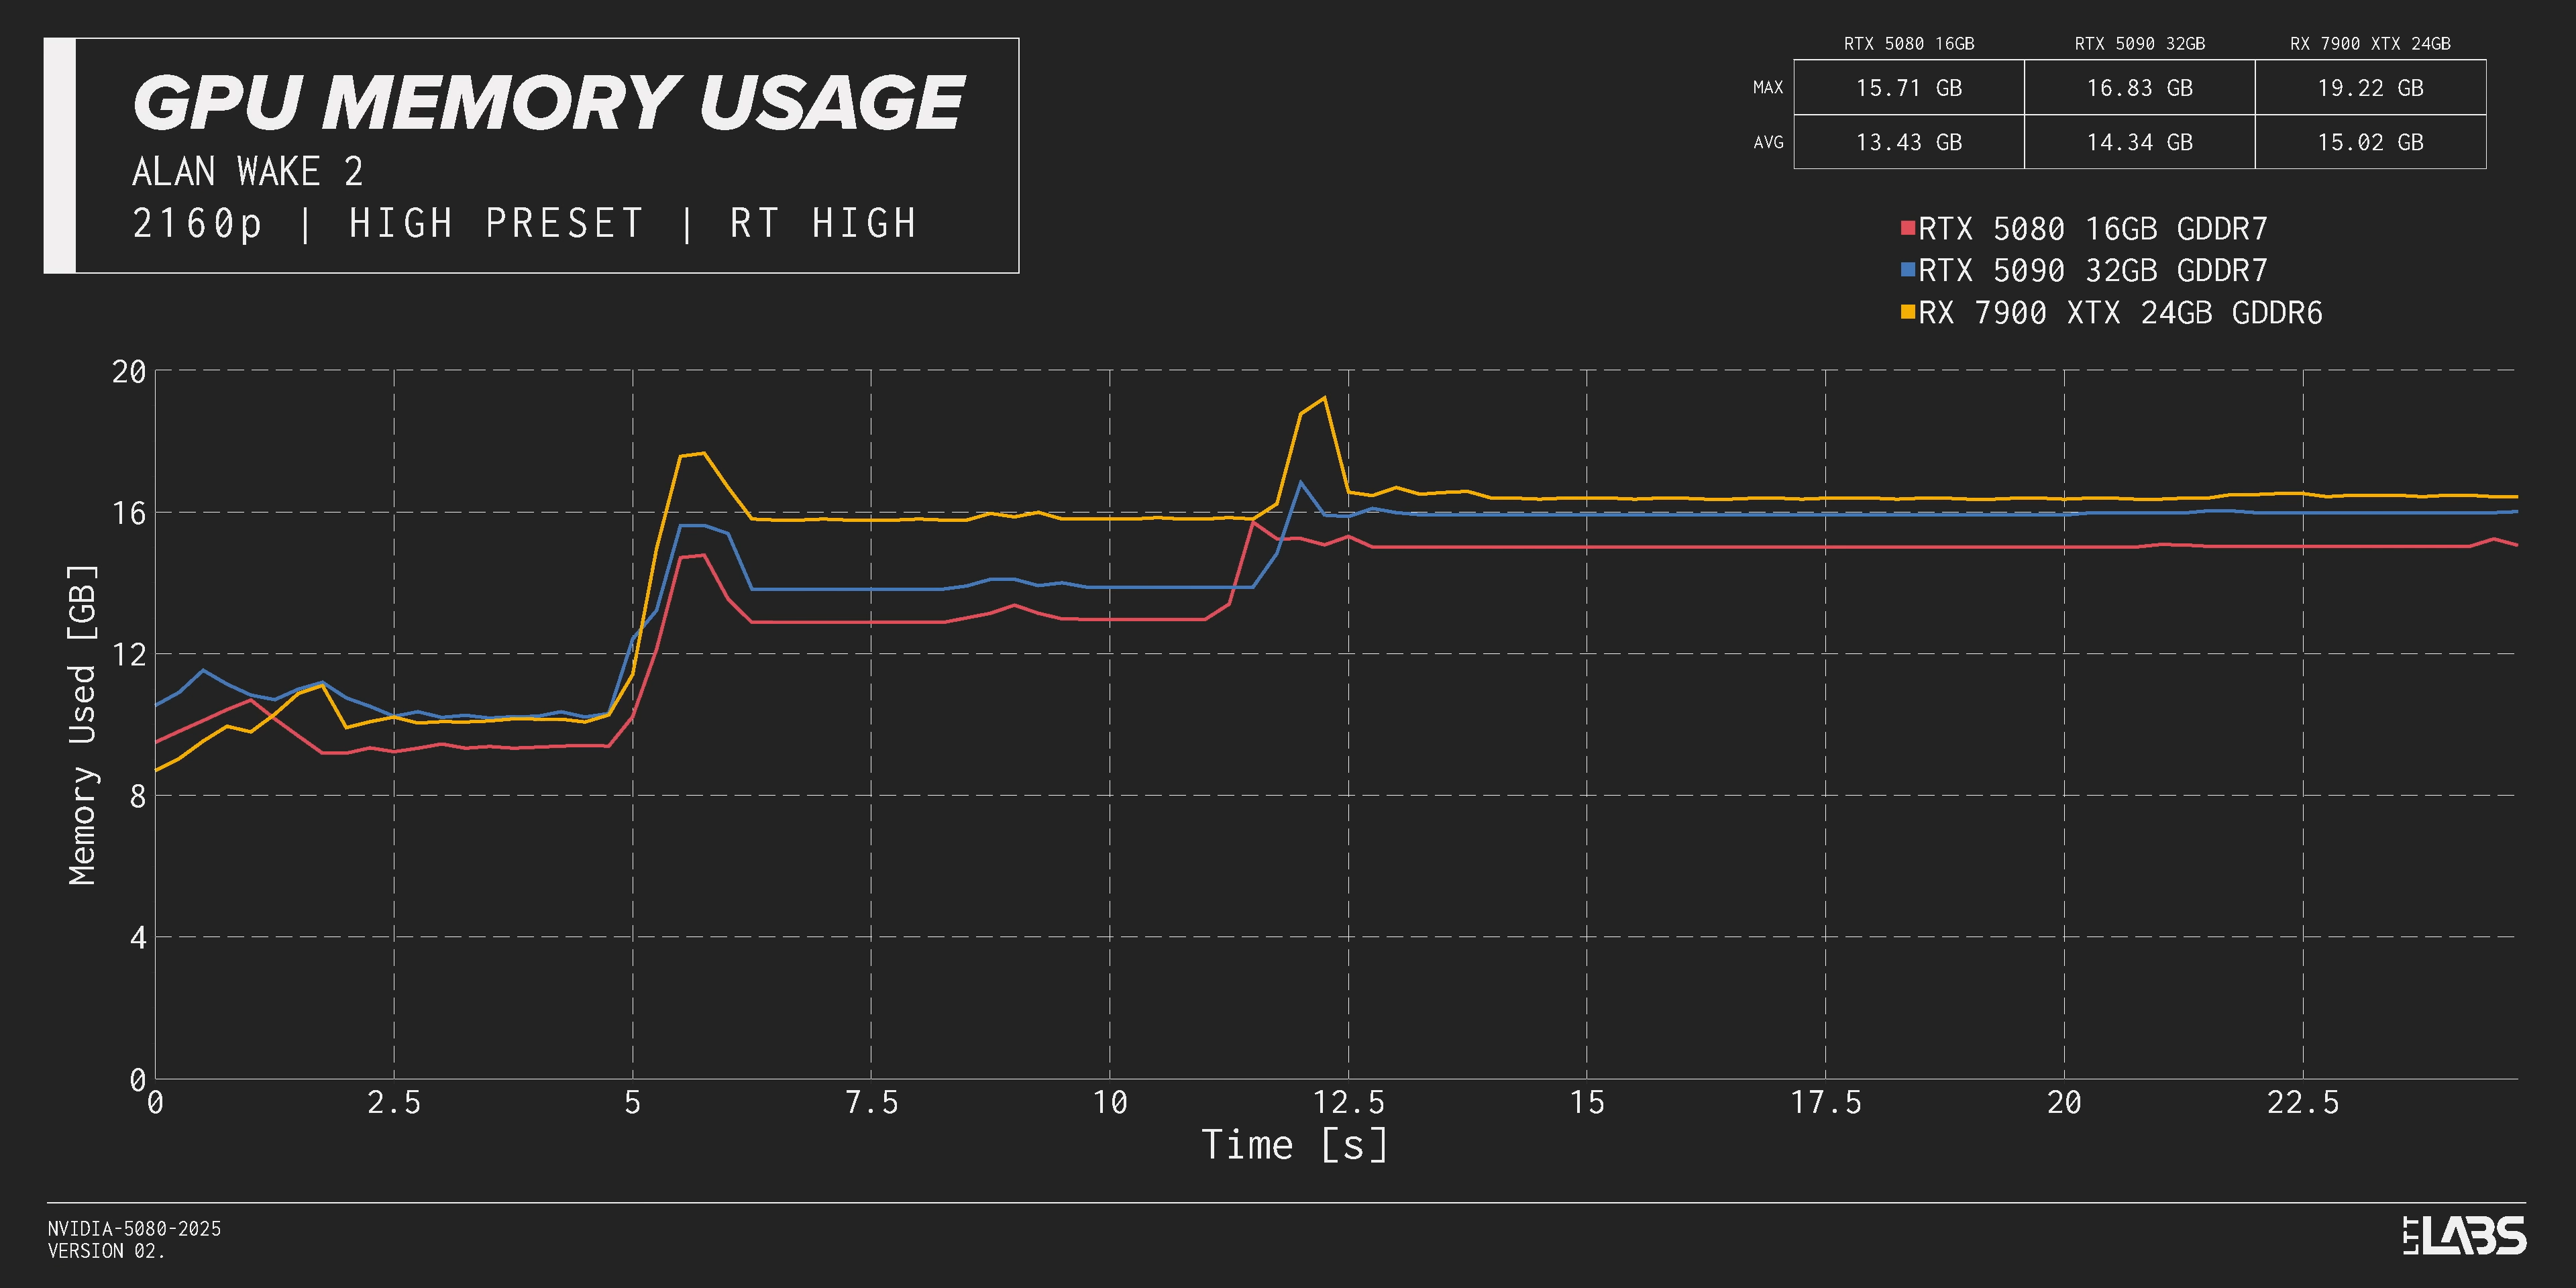 GPU MEMORY USAGE
ALAN WAKE 2
2160p | HIGH PRESET | RT HIGH
RTX 5080 16GB RTX 5090 32GB RX 7900 XTX 24GB
MAX 15.71 GB 16.83 GB 19.22 GB
AVG 13.43 GB 14.34 GB 15.02 GB
RTX 5080 16GB GDDR7
RTX 5090 32GB GDDR7
RX 7900 XTX 24GB GDDR6
Memory Used [GB]
20
16
12
8
4
0
0 2.5 5 7.5 10 12.5 15 17.5 20 22.5
Time [s]
NVIDIA-5080-2025
VERSION 02.
LTT LABS